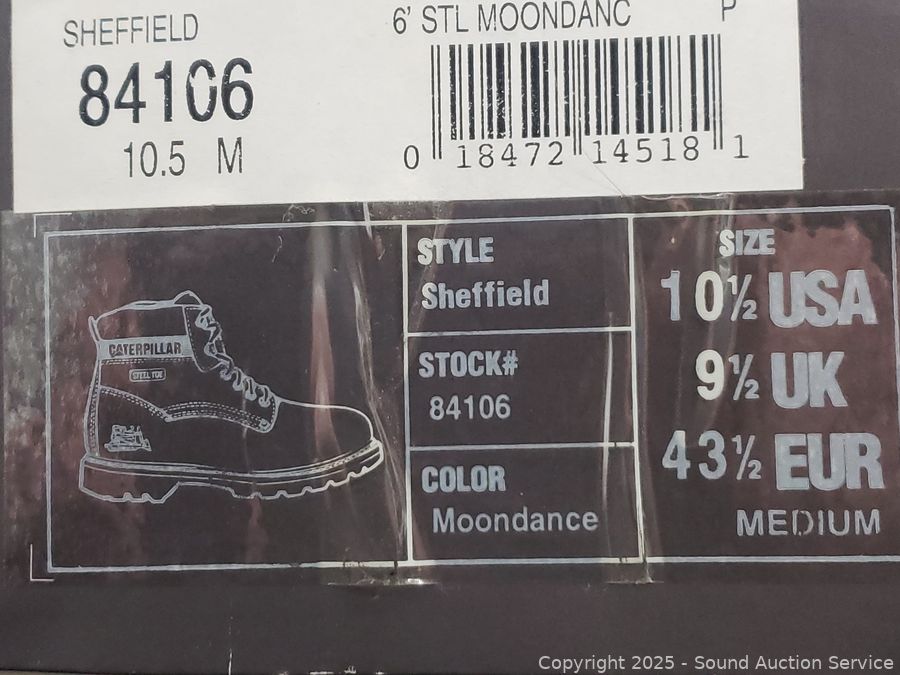 SHEFFIELD
84106
10.5 M
6' STL MOONDANC P
0 18472 14518 1
CATERPILLAR
STEEL TOE
STYLE
Sheffield
STOCK#
84106
COLOR
Moondance
SIZE
10½ USA
9½ UK
43½ EUR
MEDIUM
Copyright 2025 - Sound Auction Service